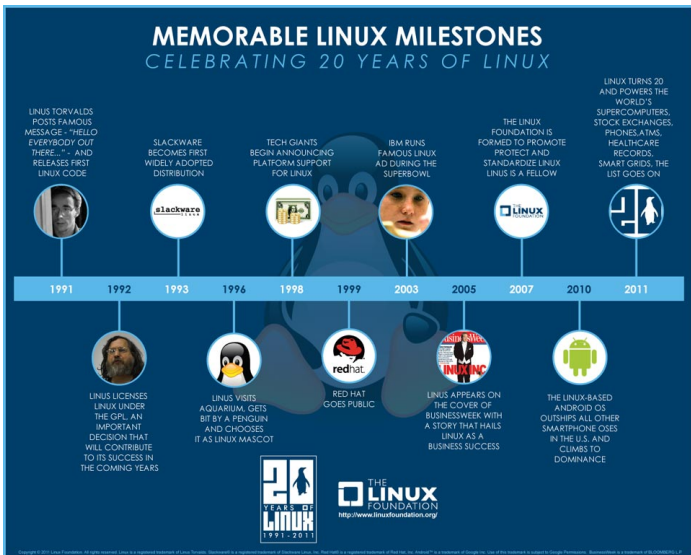 MEMORABLE LINUX MILESTONES
CELEBRATING 20 YEARS OF LINUX
LINUS TORVALDS
POSTS FAMOUS
MESSAGE - "HELLO
EVERYBODY OUT
THERE..." - AND
RELEASES FIRST
LINUX CODE
SLACKWARE
BECOMES FIRST
WIDELY ADOPTED
DISTRIBUTION
slackware
TECH GIANTS
BEGIN ANNOUNCING
PLATFORM SUPPORT
FOR LINUX
IBM RUNS
FAMOUS LINUX
AD DURING THE
SUPERBOWL
THE LINUX
FOUNDATION IS
FORMED TO PROMOTE
PROTECT AND
STANDARDIZE LINUX
LINUS IS A FELLOW
THE
LINUX
FOUNDATION
LINUX TURNS 20
AND POWERS THE
WORLD'S
SUPERCOMPUTERS,
STOCK EXCHANGES,
PHONES,ATMS,
HEALTHCARE
RECORDS,
SMART GRIDS, THE
LIST GOES ON
1991 1992 1993 1996 1998 1999 2003 2005 2007 2010 2011
LINUS LICENSES
LINUX UNDER
THE GPL, AN
IMPORTANT
DECISION THAT
WILL CONTRIBUTE
TO ITS SUCCESS IN
THE COMING YEARS
LINUS VISITS
AQUARIUM, GETS
BIT BY A PENGUIN
AND CHOOSES
IT AS LINUX MASCOT
redhat.
RED HAT
GOES PUBLIC
LINUX INC
LINUS APPEARS ON
THE COVER OF
BUSINESSWEEK WITH
A STORY THAT HAILS
LINUX AS A
BUSINESS SUCCESS
THE LINUX-BASED
ANDROID OS
OUTSHIPS ALL OTHER
SMARTPHONE OSES
IN THE U.S. AND
CLIMBS TO
DOMINANCE
20
YEARS OF
LINUX
1991-2011
THE
LINUX
FOUNDATION
http://www.linuxfoundation.org/